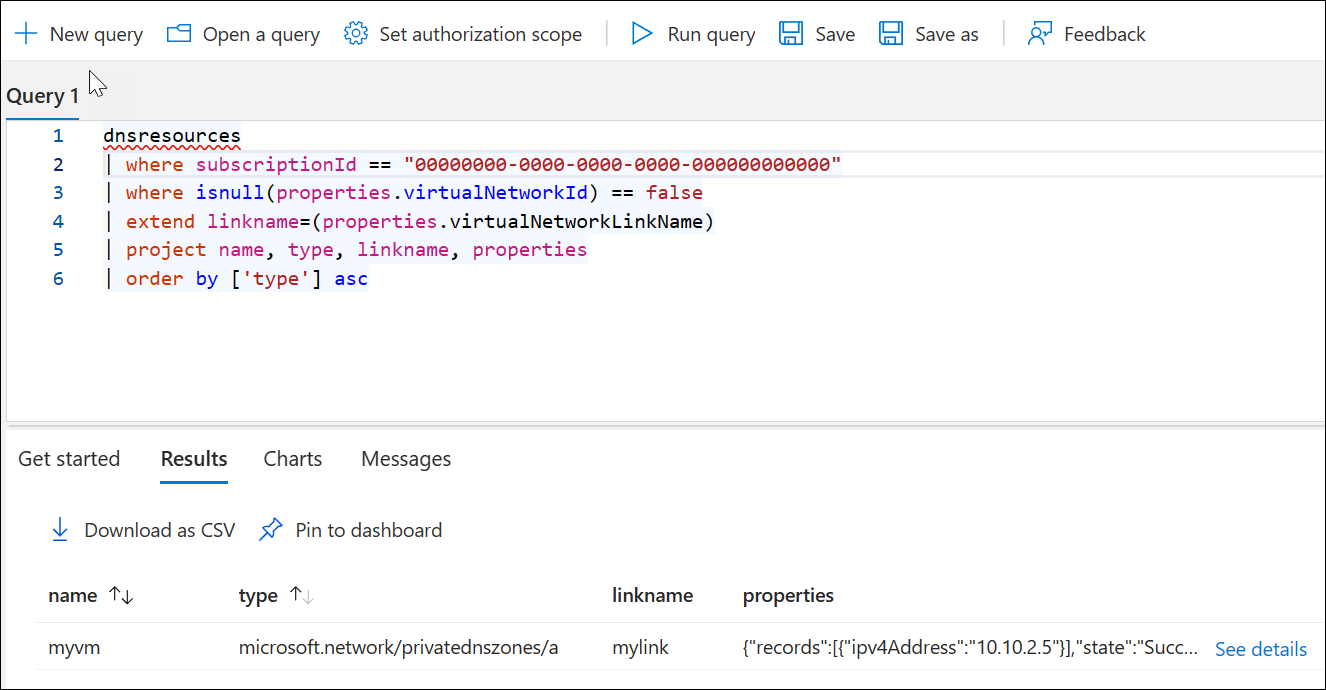 New query Open a query Set authorization scope Run query Save Save as Feedback
Query 1
1 dnsresources
2 | where subscriptionId == "00000000-0000-0000-0000-000000000000"
3 | where isnull(properties.virtualNetworkId) == false
4 | extend linkname=(properties.virtualNetworkLinkName)
5 | project name, type, linkname, properties
6 | order by ['type'] asc
Get started Results Charts Messages
Download as CSV Pin to dashboard
name type linkname properties
myvm microsoft.network/privatednszones/a mylink {"records":[{"ipv4Address":"10.10.2.5"}],"state":"Succ... See details